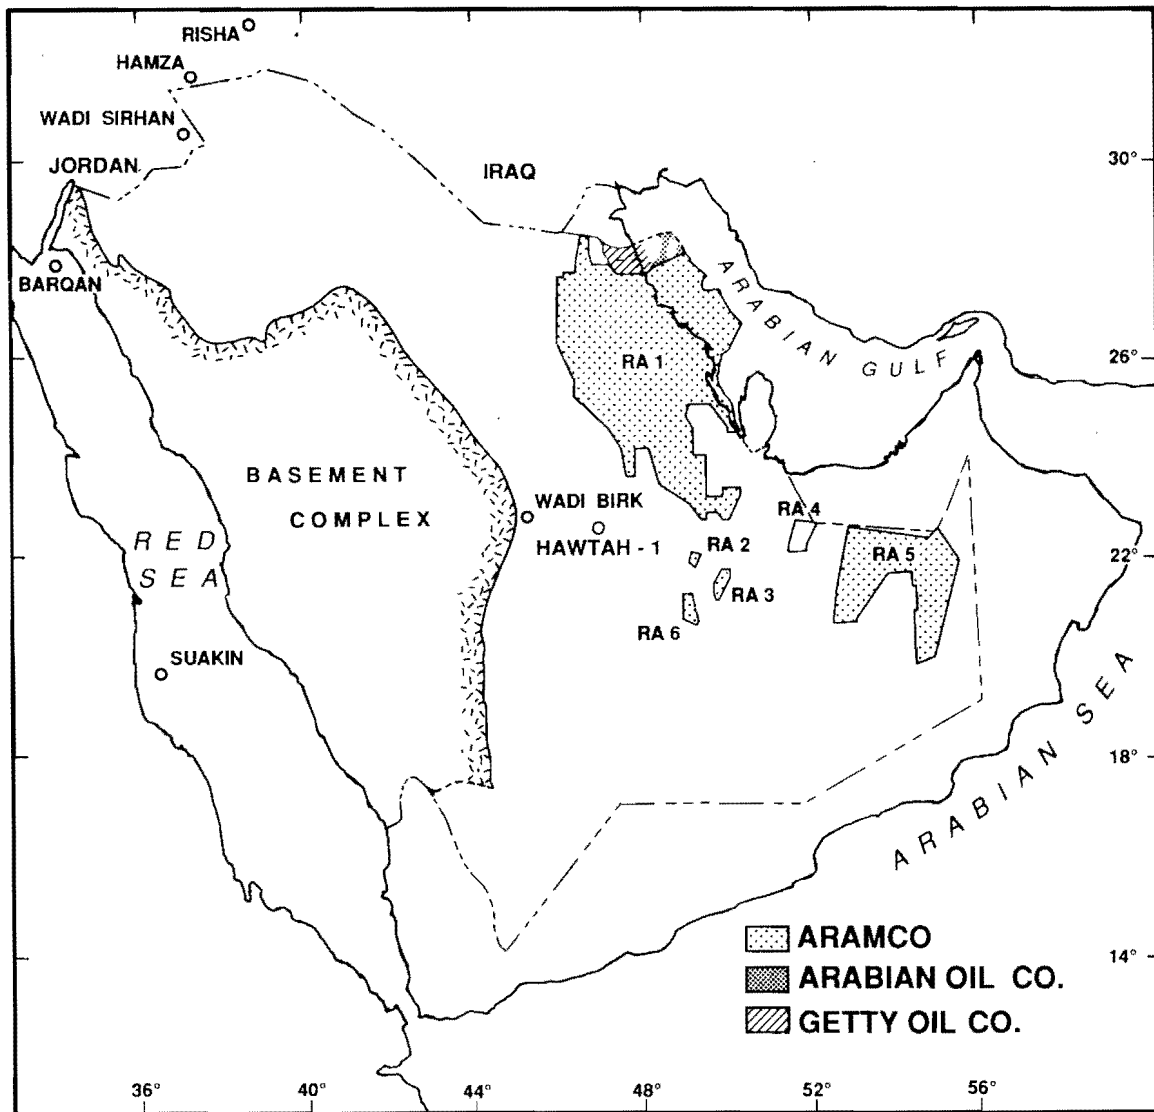 RISHA
HAMZA
WADI SIRHAN
JORDAN
IRAQ
30°
BARQAN
ARABIAN GULF
RA 1
26°
BASEMENT
COMPLEX
WADI BIRK
HAWTAH - 1
RA 4
RA 2
RA 5
22°
RED
SEA
RA 3
RA 6
SUAKIN
18°
ARABIAN SEA
ARAMCO
14°
ARABIAN OIL CO.
GETTY OIL CO.
36° 40° 44° 48° 52° 56°